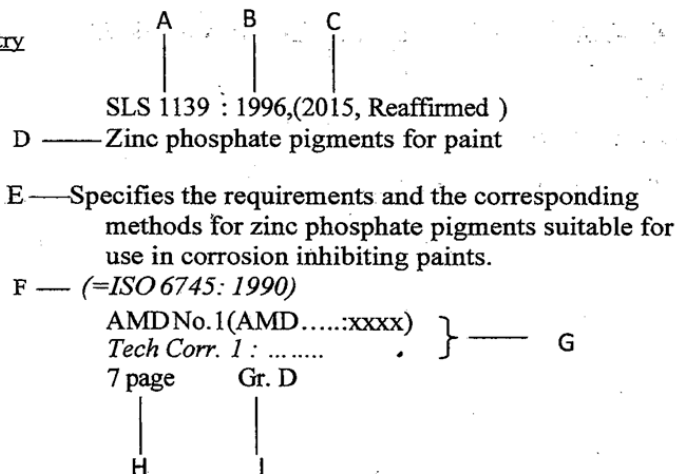 A B C
try
SLS 1139 : 1996,(2015, Reaffirmed )
D Zinc phosphate pigments for paint
E Specifies the requirements and the corresponding
methods for zinc phosphate pigments suitable for
use in corrosion inhibiting paints.
F (=ISO 6745: 1990)
AMD No. 1(AMD.....:xxxx)
Tech Corr. 1 : ........
G
7 page Gr. D
H I